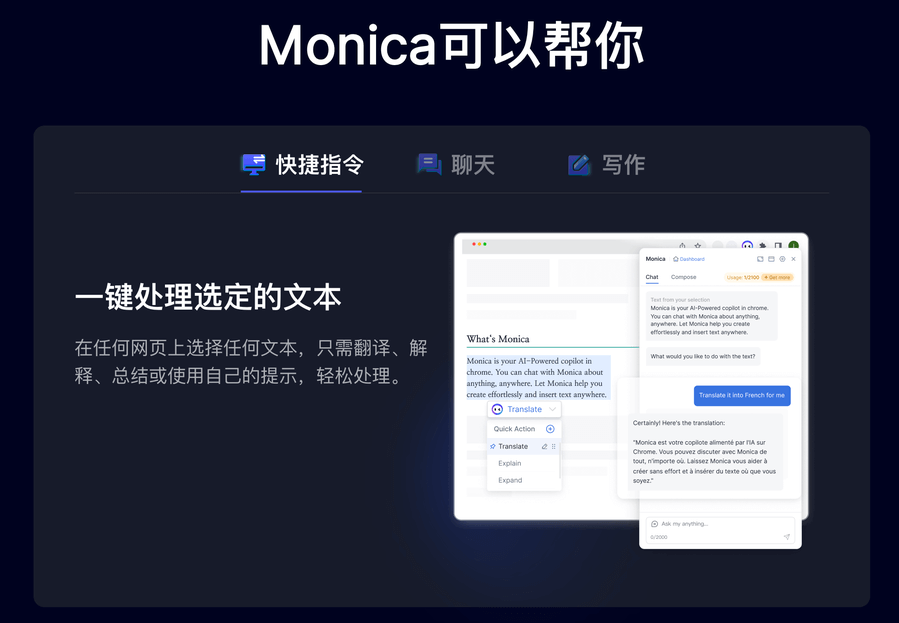 Monica可以帮你
快捷指令
聊天
写作
一键处理选定的文本
在任何网页上选择任何文本，只需翻译、解
释、总结或使用自己的提示，轻松处理。
What's Monica
Monica is your AI-Powered copilot in
chrome. You can chat with Monica about
anything, anywhere. Let Monica help you
create effortlessly and insert text anywhere.
Translate
Quick Action
Translate
Explain
Expand
Monica Dashboard
Chat Compose Usage: 1/2100 + Get more
Text from your selection
Monica is your AI-Powered copilot in chrome.
You can chat with Monica about anything,
anywhere. Let Monica help you create
effortlessly and insert text anywhere.
What would you like to do with the text?
Translate it into French for me
Certainly! Here's the translation:
"Monica est votre copilote alimenté par l'IA sur
Chrome. Vous pouvez discuter avec Monica de
tout, n'importe où. Laissez Monica vous aider à
créer sans effort et à insérer du texte où que vous
soyez."
Ask my anything...
0/2000